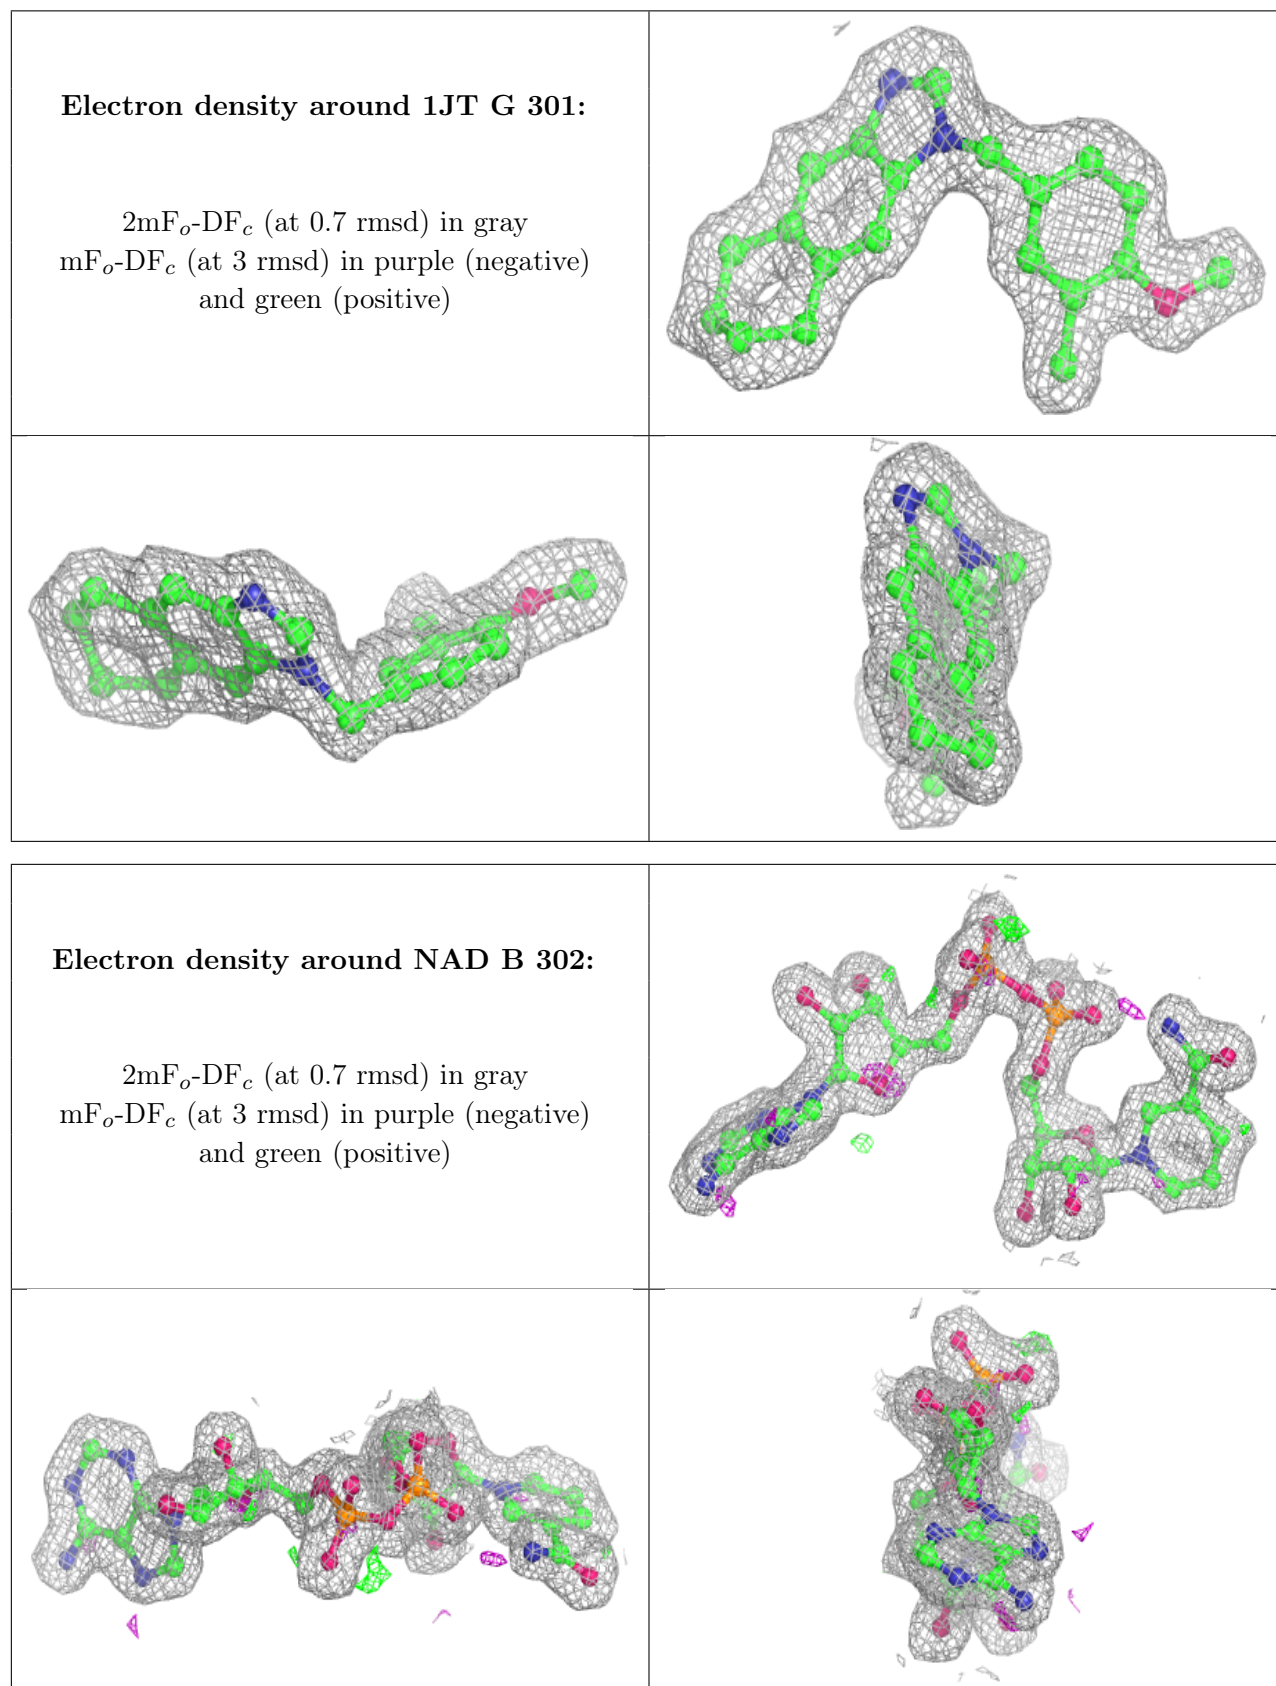 Electron density around 1JT G 301:
2mFo-DFc (at 0.7 rmsd) in gray
mFo-DFc (at 3 rmsd) in purple (negative)
and green (positive)
Electron density around NAD B 302:
2mFo-DFc (at 0.7 rmsd) in gray
mFo-DFc (at 3 rmsd) in purple (negative)
and green (positive)